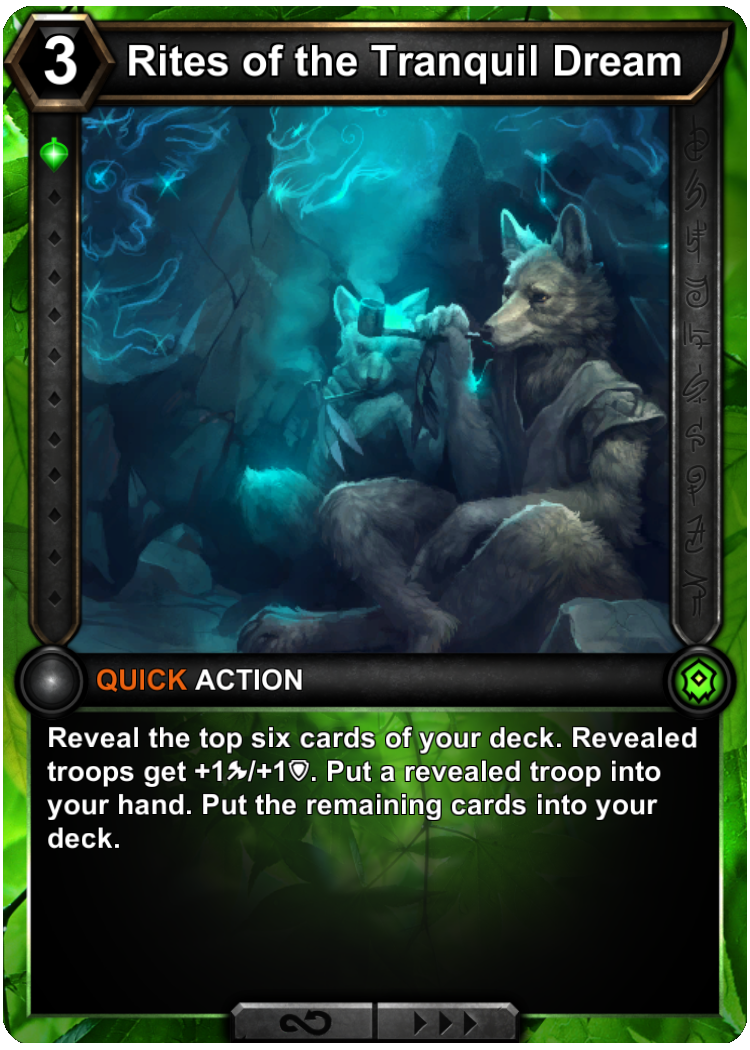 3
Rites of the Tranquil Dream
QUICK ACTION
Reveal the top six cards of your deck. Revealed
troops get +1/+1. Put a revealed troop into
your hand. Put the remaining cards into your
deck.